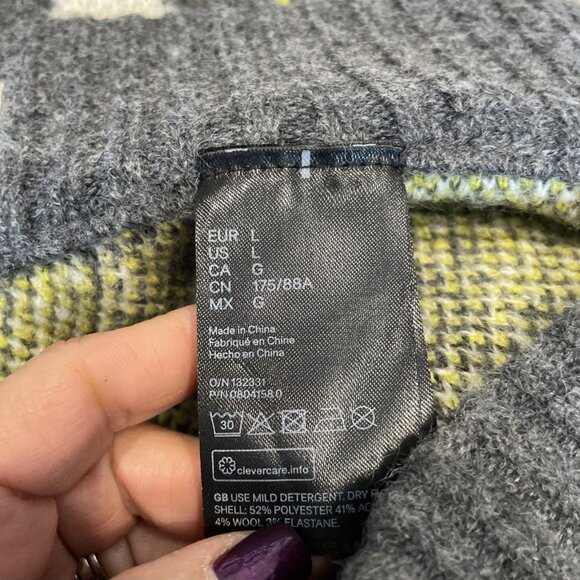 EUR L
US L
CA G
CN 175/88A
MX G
Made in China
Fabriqué en Chine
Hecho en China
O/N 132331
P/N 0804158 0
30
clevercare.info
GB USE MILD DETERGENT. DRY
SHELL: 52% POLYESTER 41%
4% WOOL 3% ELASTANE.